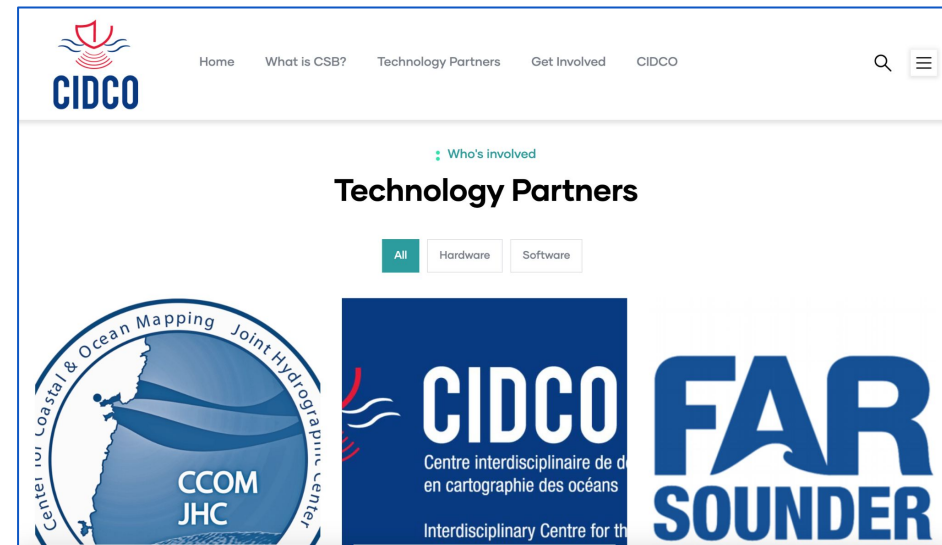 CIDCO
Home What is CSB? Technology Partners Get Involved CIDCO
Who's involved
Technology Partners
All Hardware Software
Center for Coastal & Ocean Mapping Joint Hydrographic Center
CCOM
JHC
CIDCO
Centre interdisciplinaire de d
en cartographie des océans
Interdisciplinary Centre for th
FAR
SOUNDER